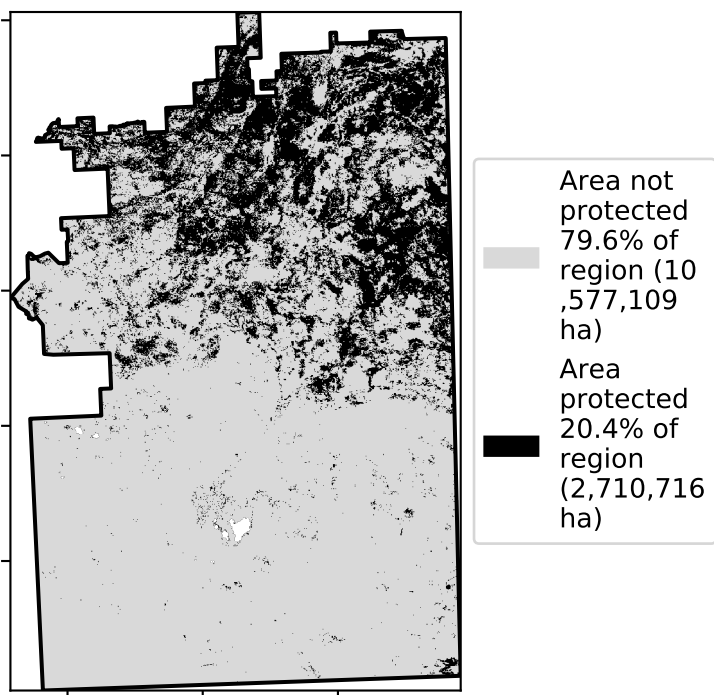 Area not
protected
79.6% of
region (10
,577,109
ha)
Area
protected
20.4% of
region
(2,710,716
ha)